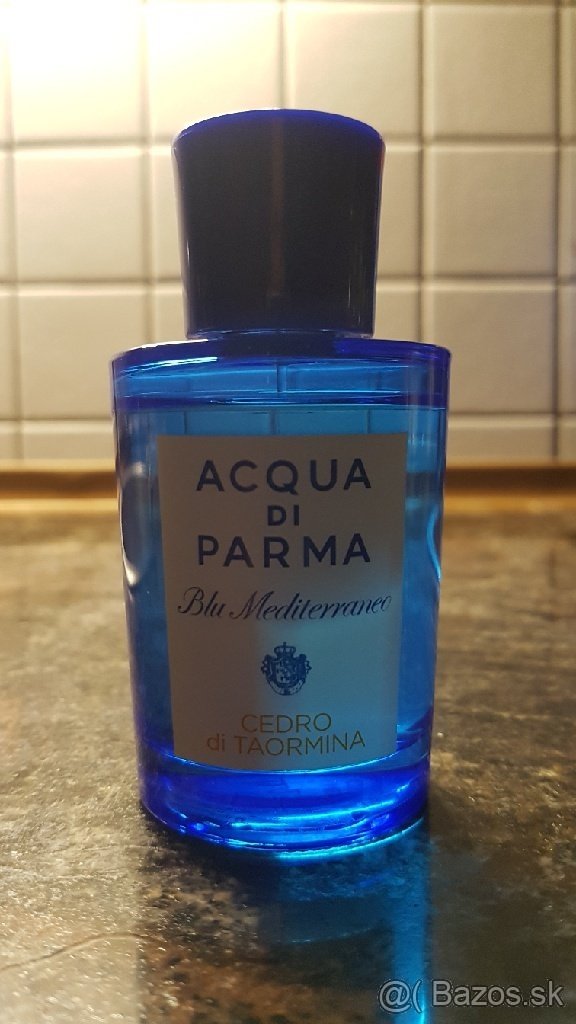 ACQUA
DI
PARMA
Blu Mediterraneo
CEDRO
di TAORMINA
@( Bazos.sk